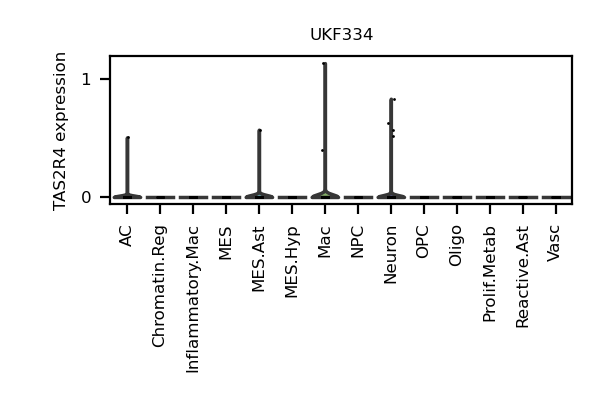 UKF334
TAS2R4 expression
1
0
AC
Chromatin.Reg
Inflammatory.Mac
MES
MES.Ast
MES.Hyp
Mac
NPC
Neuron
OPC
Oligo
Prolif.Metab
Reactive.Ast
Vasc